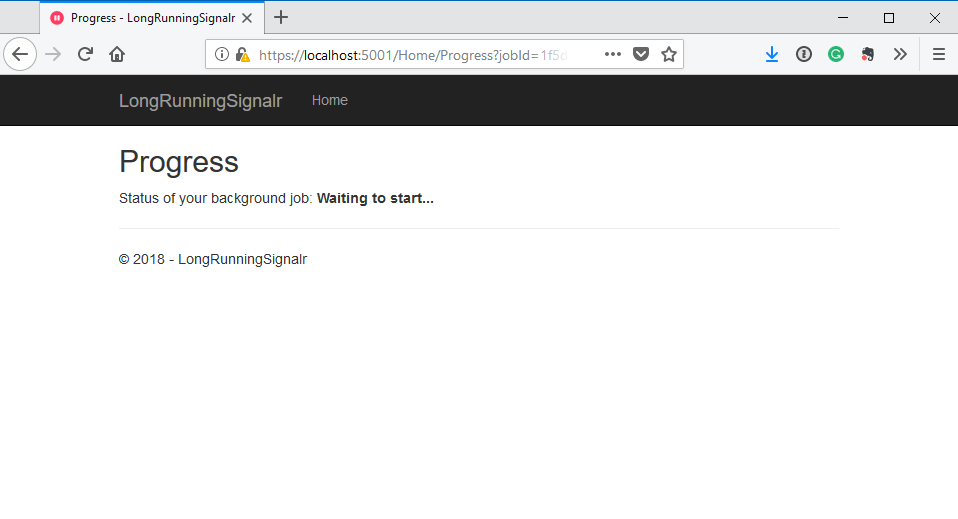 Progress - LongRunningSignalr
https://localhost:5001/Home/Progress?jobId=1f5d
LongRunningSignalr Home
Progress
Status of your background job: Waiting to start...
© 2018 - LongRunningSignalr